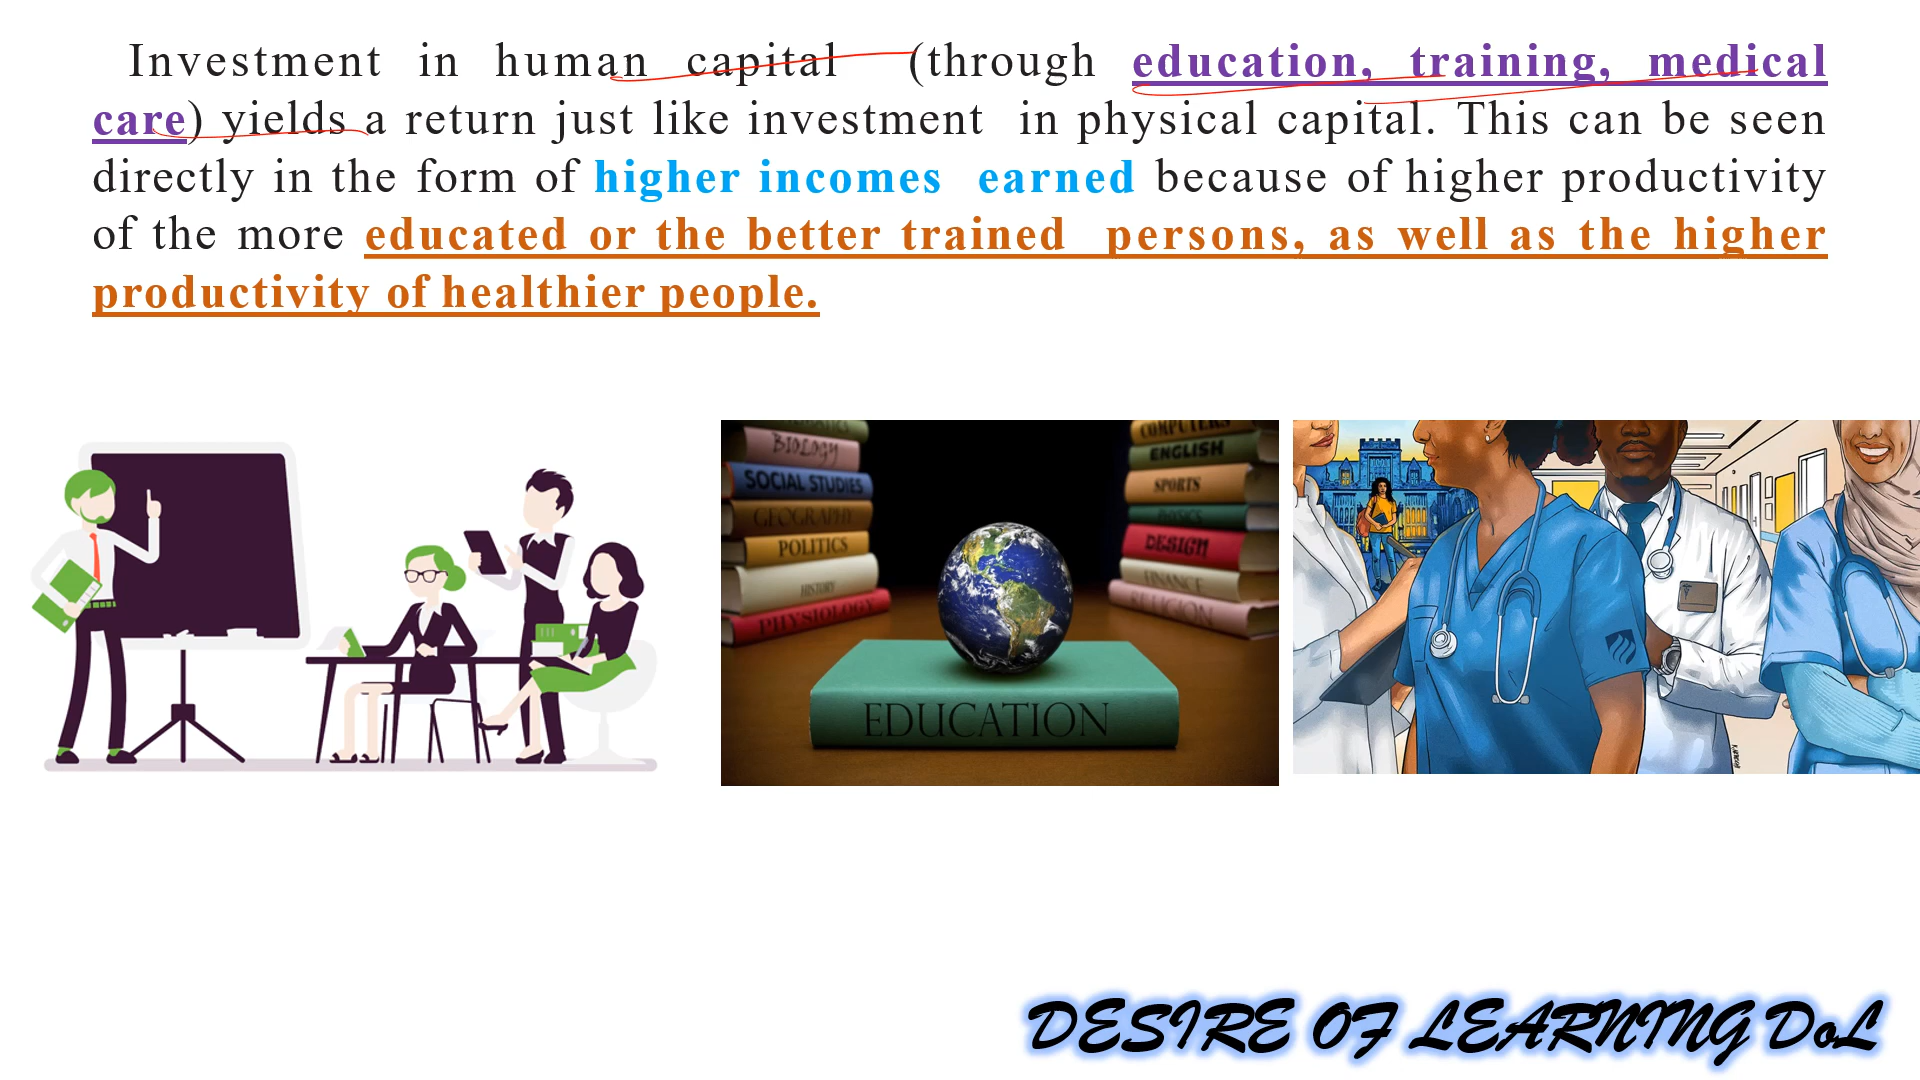 Investment in human capital (through education, training, medical
care) yields a return just like investment in physical capital. This can be seen
directly in the form of higher incomes earned because of higher productivity
of the more educated or the better trained persons, as well as the higher
productivity of healthier people.
BIOLOGY
SOCIAL STUDIES
GEOGRAPHY
POLITICS
HISTORY
PHYSIOLOGY
COMPUTERS
ENGLISH
SPORTS
PHYSICS
DESIGN
FINANCE
RELIGION
EDUCATION
DESIRE OF LEARNING DoL